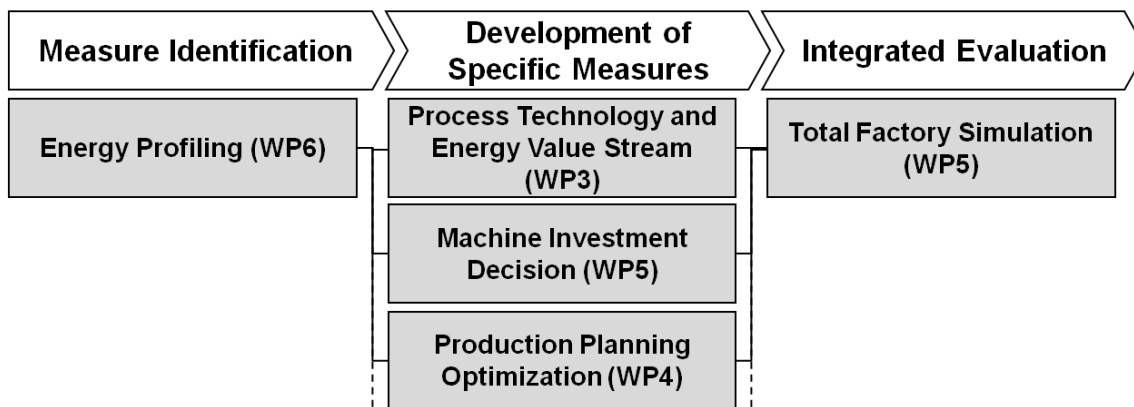 Measure Identification
Development of
Specific Measures
Integrated Evaluation
Energy Profiling (WP6)
Process Technology and
Energy Value Stream
(WP3)
Total Factory Simulation
(WP5)
Machine Investment
Decision (WP5)
Production Planning
Optimization (WP4)